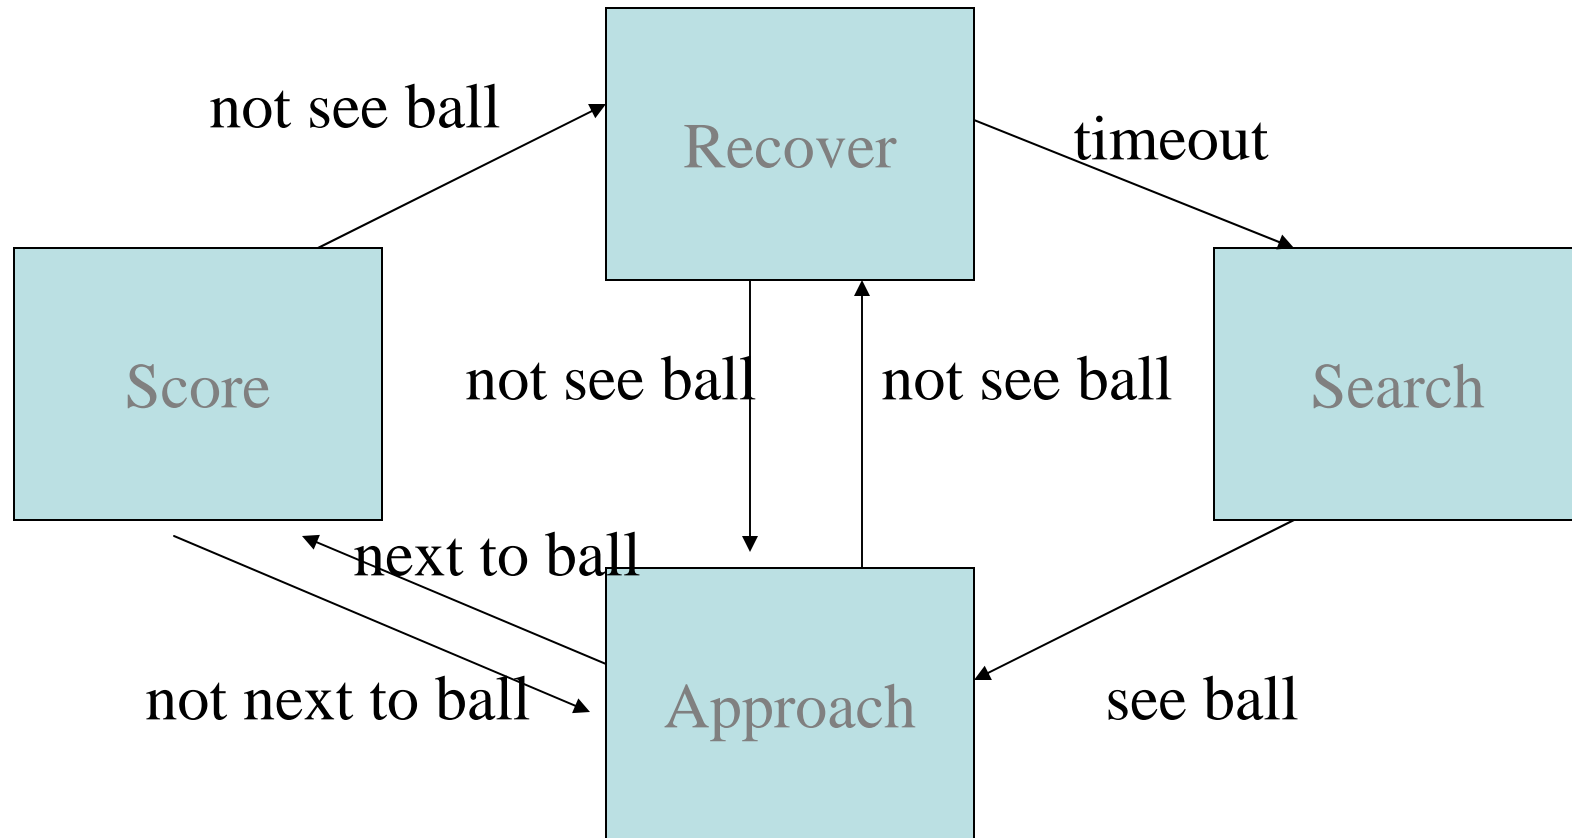 not see ball
Recover
timeout
Score
not see ball
not see ball
Search
next to ball
not next to ball
Approach
see ball